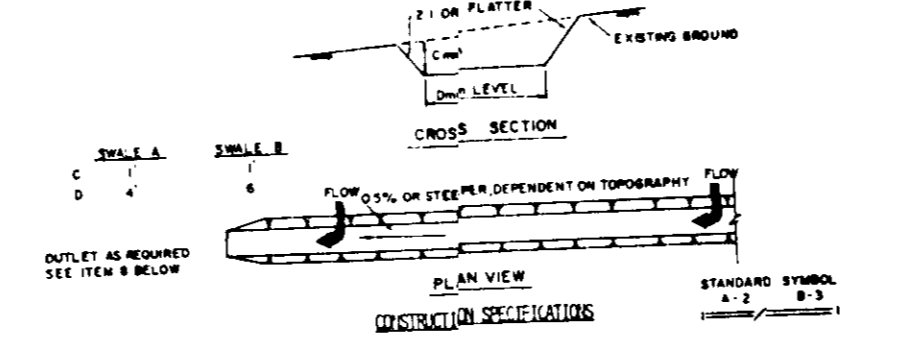 2:1 OR FLATTER
EXISTING GROUND
C min
D min LEVEL
CROSS SECTION
SWALE A SWALE B
C 1' 1'
D 4' 6
FLOW 0.5% OR STEEPER, DEPENDENT ON TOPOGRAPHY FLOW
OUTLET AS REQUIRED
SEE ITEM 8 BELOW
PLAN VIEW
STANDARD SYMBOL
A-2 B-3
CONSTRUCTION SPECIFICATIONS